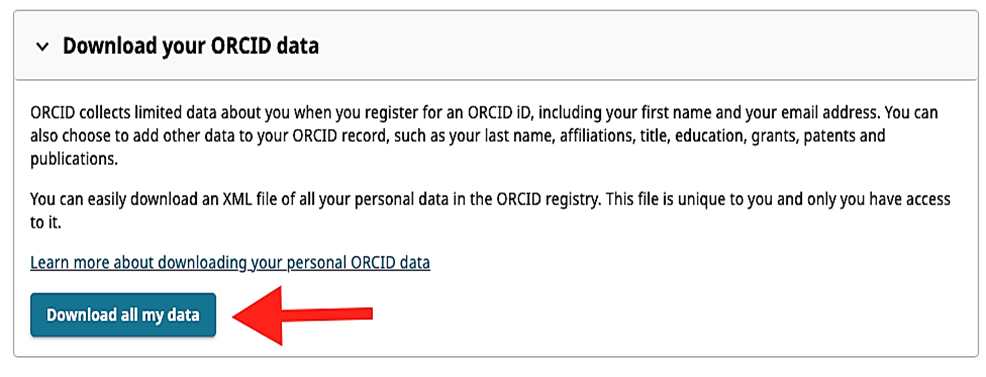 Download your ORCID data
ORCID collects limited data about you when you register for an ORCID iD, including your first name and your email address. You can
also choose to add other data to your ORCID record, such as your last name, affiliations, title, education, grants, patents and
publications.
You can easily download an XML file of all your personal data in the ORCID registry. This file is unique to you and only you have access
to it.
Learn more about downloading your personal ORCID data
Download all my data